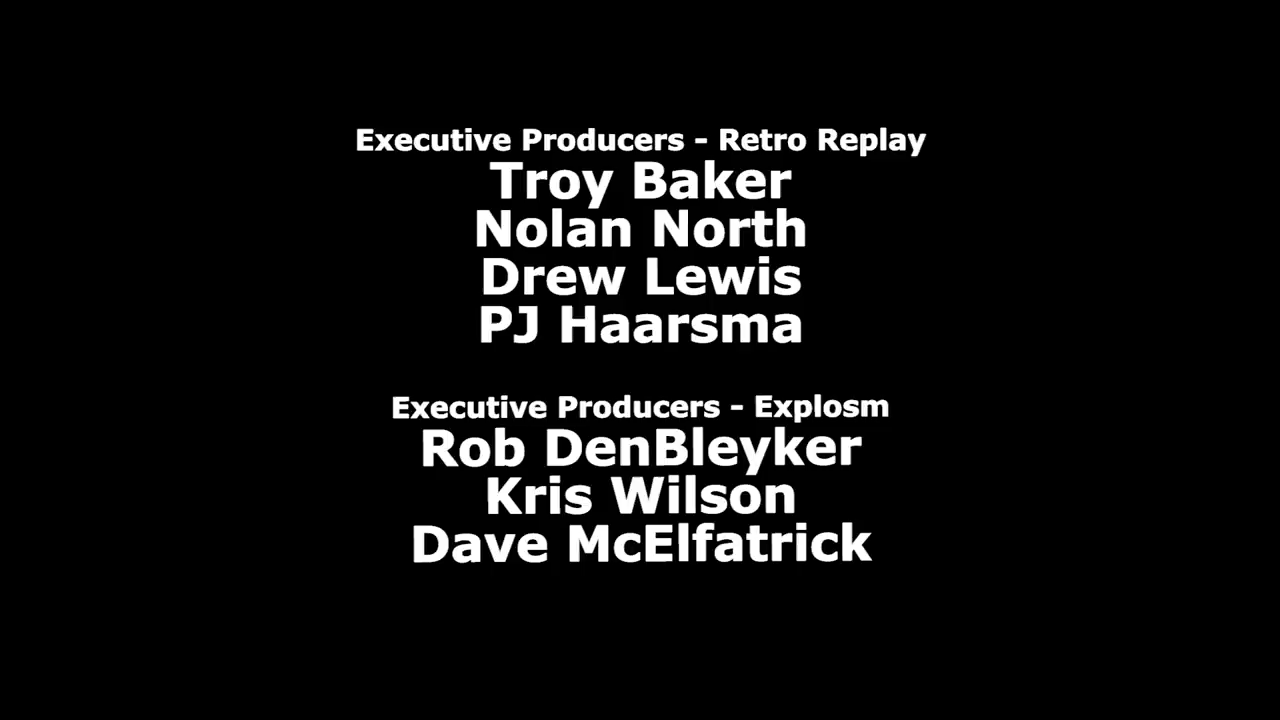 Executive Producers - Retro Replay
Troy Baker
Nolan North
Drew Lewis
PJ Haarsma
Executive Producers - Explosm
Rob DenBleyker
Kris Wilson
Dave McElfatrick